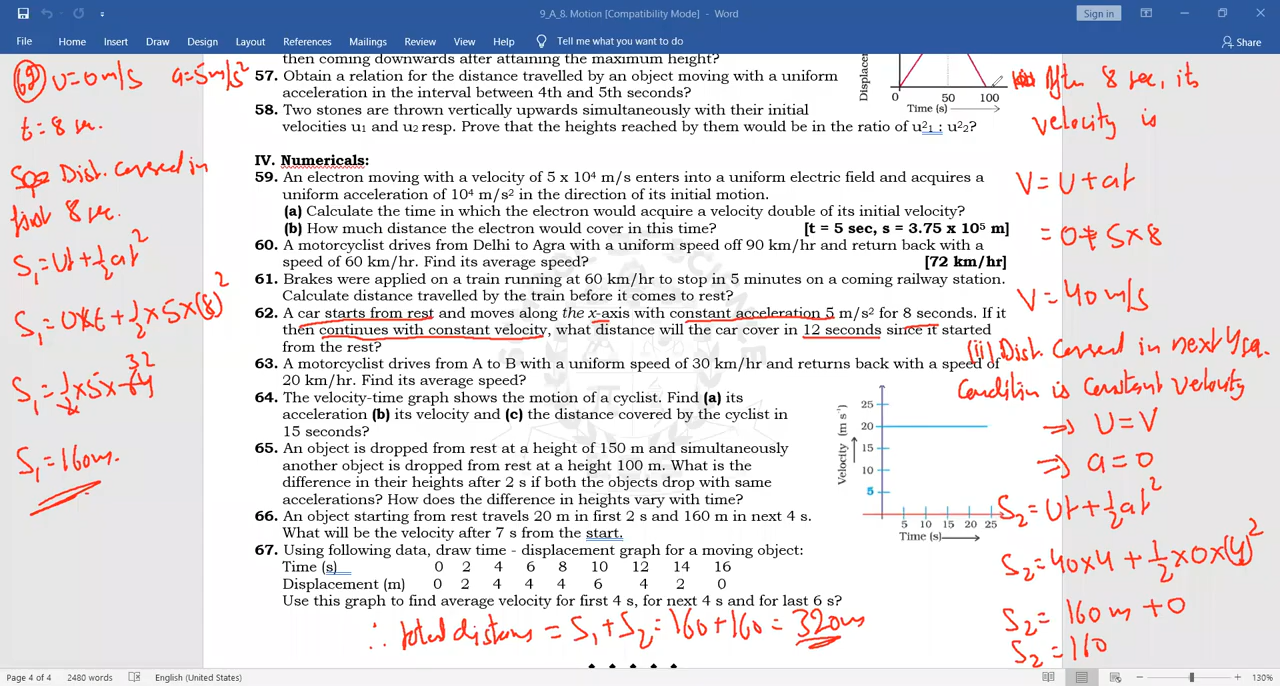 9_A_8. Motion [Compatibility Mode] - Word
Sign in
File Home Insert Draw Design Layout References Mailings Review View Help Tell me what you want to do Share
then coming downwards after attaining the maximum height?
57. Obtain a relation for the distance travelled by an object moving with a uniform
acceleration in the interval between 4th and 5th seconds?
58. Two stones are thrown vertically upwards simultaneously with their initial
velocities u1 and u2 resp. Prove that the heights reached by them would be in the ratio of u²1 : u²2?
Displace
0 50 100
Time (s)
IV. Numericals:
59. An electron moving with a velocity of 5 x 10⁴ m/s enters into a uniform electric field and acquires a
uniform acceleration of 10⁴ m/s² in the direction of its initial motion.
(a) Calculate the time in which the electron would acquire a velocity double of its initial velocity?
(b) How much distance the electron would cover in this time? [t = 5 sec, s = 3.75 x 10⁵ m]
60. A motorcyclist drives from Delhi to Agra with a uniform speed off 90 km/hr and return back with a
speed of 60 km/hr. Find its average speed? [72 km/hr]
61. Brakes were applied on a train running at 60 km/hr to stop in 5 minutes on a coming railway station.
Calculate distance travelled by the train before it comes to rest?
62. A car starts from rest and moves along the x-axis with constant acceleration 5 m/s² for 8 seconds. If it
then continues with constant velocity, what distance will the car cover in 12 seconds since it started
from the rest?
63. A motorcyclist drives from A to B with a uniform speed of 30 km/hr and returns back with a speed of
20 km/hr. Find its average speed?
64. The velocity-time graph shows the motion of a cyclist. Find (a) its
acceleration (b) its velocity and (c) the distance covered by the cyclist in
15 seconds?
65. An object is dropped from rest at a height of 150 m and simultaneously
another object is dropped from rest at a height 100 m. What is the
difference in their heights after 2 s if both the objects drop with same
accelerations? How does the difference in heights vary with time?
66. An object starting from rest travels 20 m in first 2 s and 160 m in next 4 s.
What will be the velocity after 7 s from the start.
67. Using following data, draw time - displacement graph for a moving object:
Time (s) 0 2 4 6 8 10 12 14 16
Displacement (m) 0 2 4 4 4 6 4 2 0
Use this graph to find average velocity for first 4 s, for next 4 s and for last 6 s?
Velocity (m s⁻¹)
25
20
15
10
5
5 10 15 20 25
Time (s)
62 U=0m/s a=5m/s²
t=8 sec.
Dist. covered in
first 8 sec.
S₁=Ut+½at²
S₁=0x8+½x5x(8)²
S₁=½x5x64
32
S₁=160m.
After 8 sec, its
velocity is
V=U+at
=0+5x8
V=40m/s
(ii) Dist. Covered in next 4 sec.
Condition is constant velocity
⇒ U=V
⇒ a=0
S₂=Ut+½at²
S₂=40x4+½x0x(4)²
S₂=160m+0
S₂=160
∴ total distance = S₁+S₂=160+160=320m
Page 4 of 4 2480 words English (United States) 130%